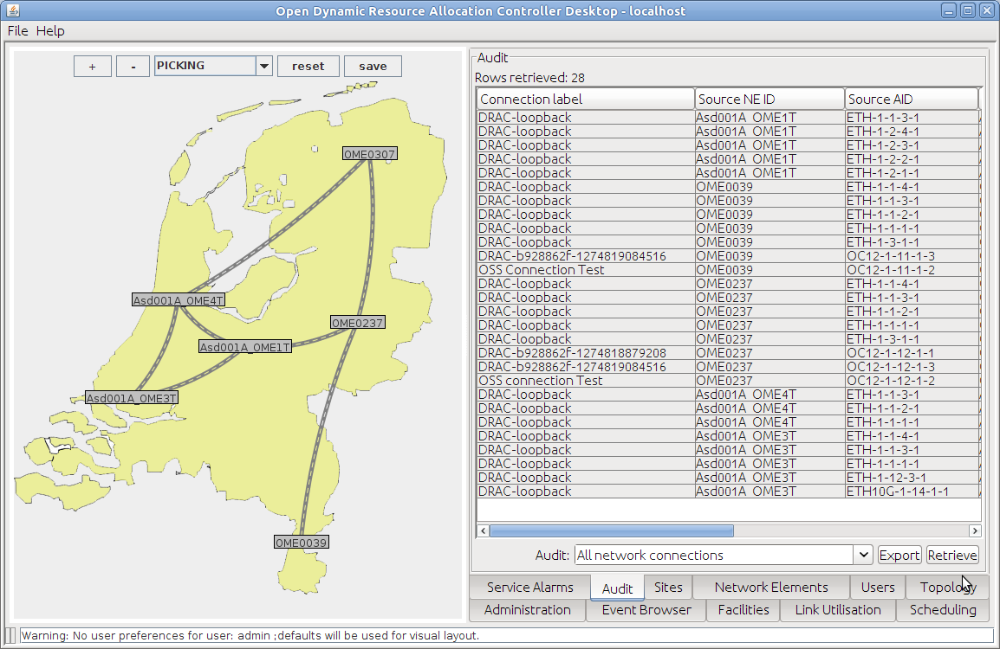 Open Dynamic Resource Allocation Controller Desktop - localhost
File Help
+ - PICKING reset save
OME0307
Asd001A_OME4T
OME0237
Asd001A_OME1T
Asd001A_OME3T
OME0039
Audit
Rows retrieved: 28
Connection label Source NE ID Source AID
DRAC-loopback Asd001A_OME1T ETH-1-1-3-1
DRAC-loopback Asd001A_OME1T ETH-1-2-4-1
DRAC-loopback Asd001A_OME1T ETH-1-2-3-1
DRAC-loopback Asd001A_OME1T ETH-1-2-2-1
DRAC-loopback Asd001A_OME1T ETH-1-2-1-1
DRAC-loopback OME0039 ETH-1-1-4-1
DRAC-loopback OME0039 ETH-1-1-3-1
DRAC-loopback OME0039 ETH-1-1-2-1
DRAC-loopback OME0039 ETH-1-1-1-1
DRAC-loopback OME0039 ETH-1-3-1-1
DRAC-b928862F-1274819084516 OME0039 OC12-1-11-1-3
OSS Connection Test OME0039 OC12-1-11-1-2
DRAC-loopback OME0237 ETH-1-1-4-1
DRAC-loopback OME0237 ETH-1-1-3-1
DRAC-loopback OME0237 ETH-1-1-2-1
DRAC-loopback OME0237 ETH-1-1-1-1
DRAC-loopback OME0237 ETH-1-3-1-1
DRAC-b928862F-1274818879208 OME0237 OC12-1-12-1-1
DRAC-b928862F-1274819084516 OME0237 OC12-1-12-1-3
OSS connection Test OME0237 OC12-1-12-1-2
DRAC-loopback Asd001A_OME4T ETH-1-1-3-1
DRAC-loopback Asd001A_OME4T ETH-1-1-2-1
DRAC-loopback Asd001A_OME4T ETH-1-1-1-1
DRAC-loopback Asd001A_OME3T ETH-1-1-4-1
DRAC-loopback Asd001A_OME3T ETH-1-1-3-1
DRAC-loopback Asd001A_OME3T ETH-1-1-1-1
DRAC-loopback Asd001A_OME3T ETH-1-12-3-1
DRAC-loopback Asd001A_OME3T ETH10G-1-14-1-1
Audit: All network connections Export Retrieve
Service Alarms Audit Sites Network Elements Users Topology
Administration Event Browser Facilities Link Utilisation Scheduling
Warning: No user preferences for user: admin ;defaults will be used for visual layout.